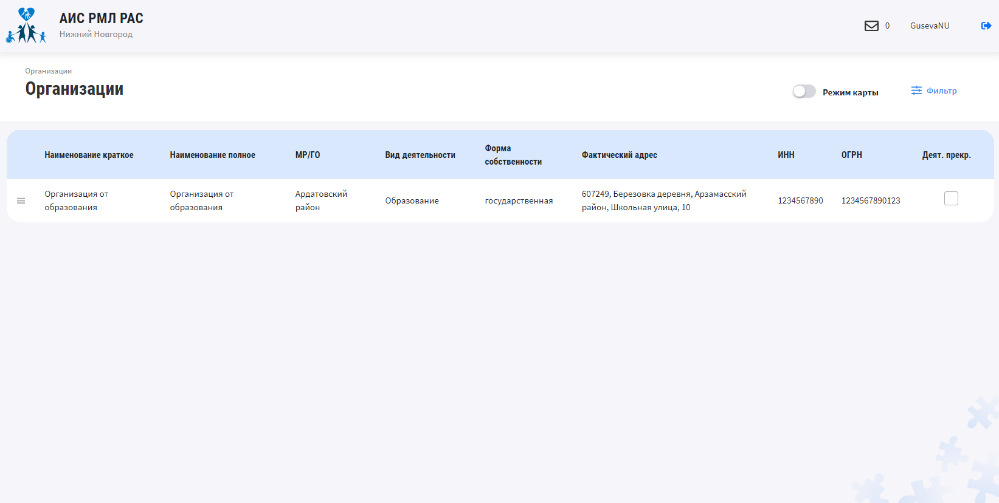 АИС РМЛ РАС
Нижний Новгород
0
GusevaNU
Организации
Организации
Режим карты
Фильтр
Наименование краткое
Наименование полное
МР/ГО
Вид деятельности
Форма
собственности
Фактический адрес
ИНН
ОГРН
Деят. прекр.
Организация от
образования
Организация от
образования
Ардатовский
район
Образование
государственная
607249, Березовка деревня, Арзамасский
район, Школьная улица, 10
1234567890
1234567890123